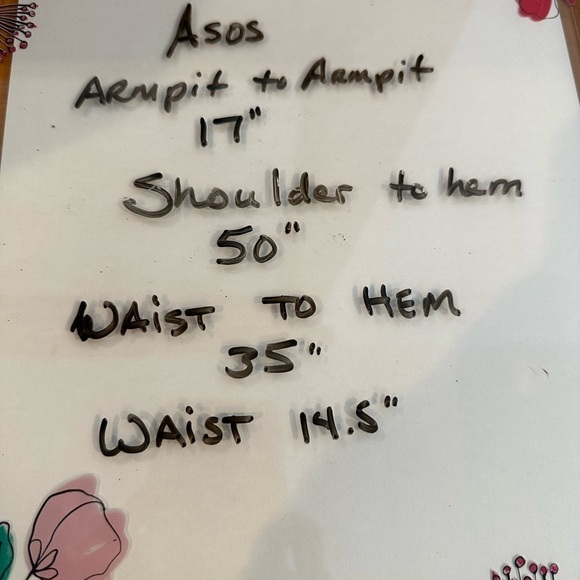 Asos
Armpit to Armpit
17"
Shoulder to hem
50"
WAiST TO HEM
35"
WAiST 14.5"